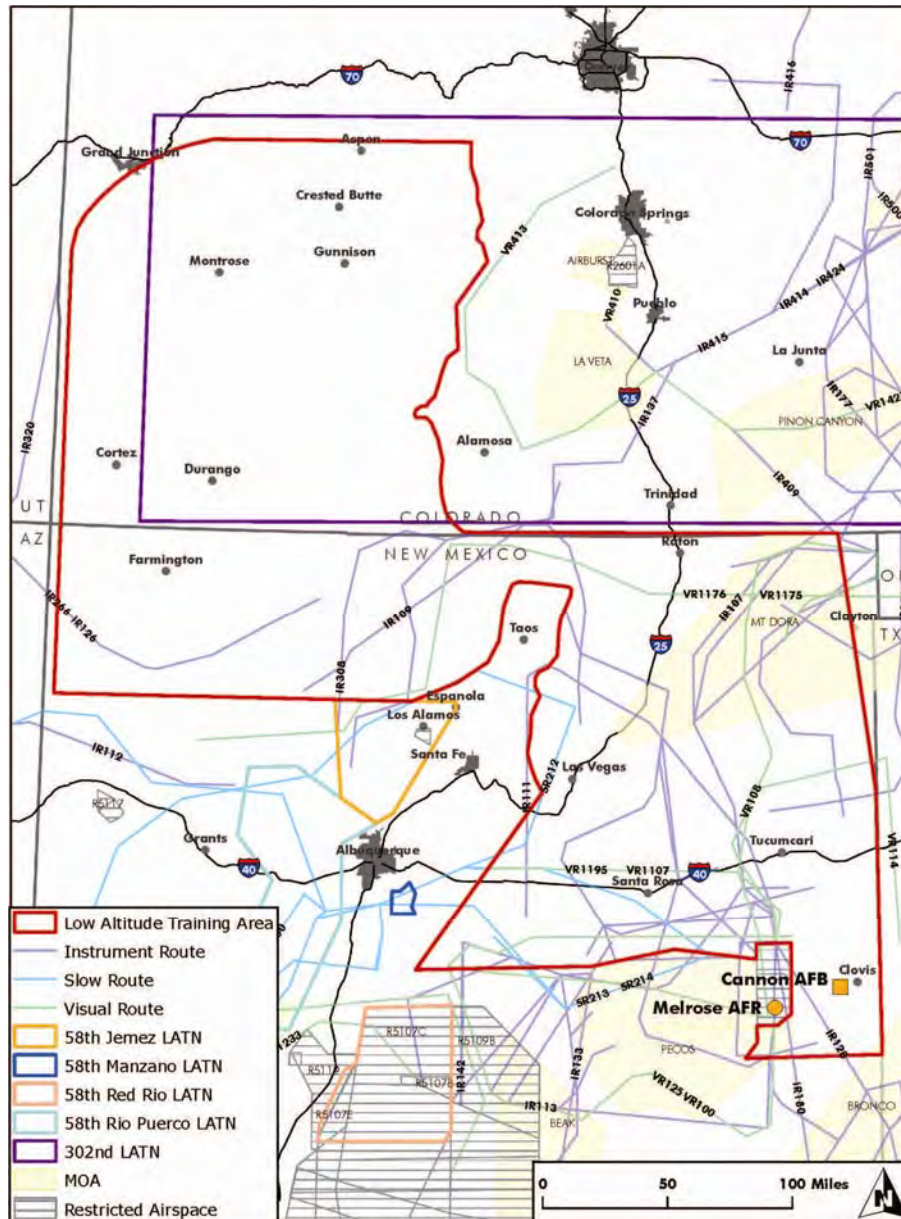 70
Denver
IR416
Grand Junction
Aspon
70
IR501
IR500
Crested Butte
Colorado Springs
VR413
Montrose
Gunnison
AIRBURST
R2601A
IR424
IR414
VR410
Pueblo
IR415
La Junta
LA VETA
IR320
25
IR137
IR177
VR142
PINON CANYON
Cortez
Alamosa
Durango
IR409
Trinidad
UT
COLORADO
AZ
NEW MEXICO
Raton
Farmington
VR1176
IR107
VR1175
IR266-IR126
IR109
MT DORA
Clayton
Taos
25
TX
IR308
Espanola
Los Alamos
IR112
Santa Fe
Las Vegas
SR212
IR111
R5117
VR108
Grants
Albuquerque
Tucumcari
VR114
40
VR1195
VR1107
40
Santa Rosa
Low Altitude Training Area
Instrument Route
Slow Route
Visual Route
58th Jemez LATN
58th Manzano LATN
58th Red Rio LATN
58th Rio Puerco LATN
302nd LATN
MOA
Restricted Airspace
SR213
SR214
Cannon AFB
Clovis
Melrose AFR
R5107C
R5109B
1233
R5119
R5107B
IR142
R5107E
IR133
PECOS
IR128
VR125
VR100
IR113
BEAK
IR180
BRONCO
0 50 100 Miles
N